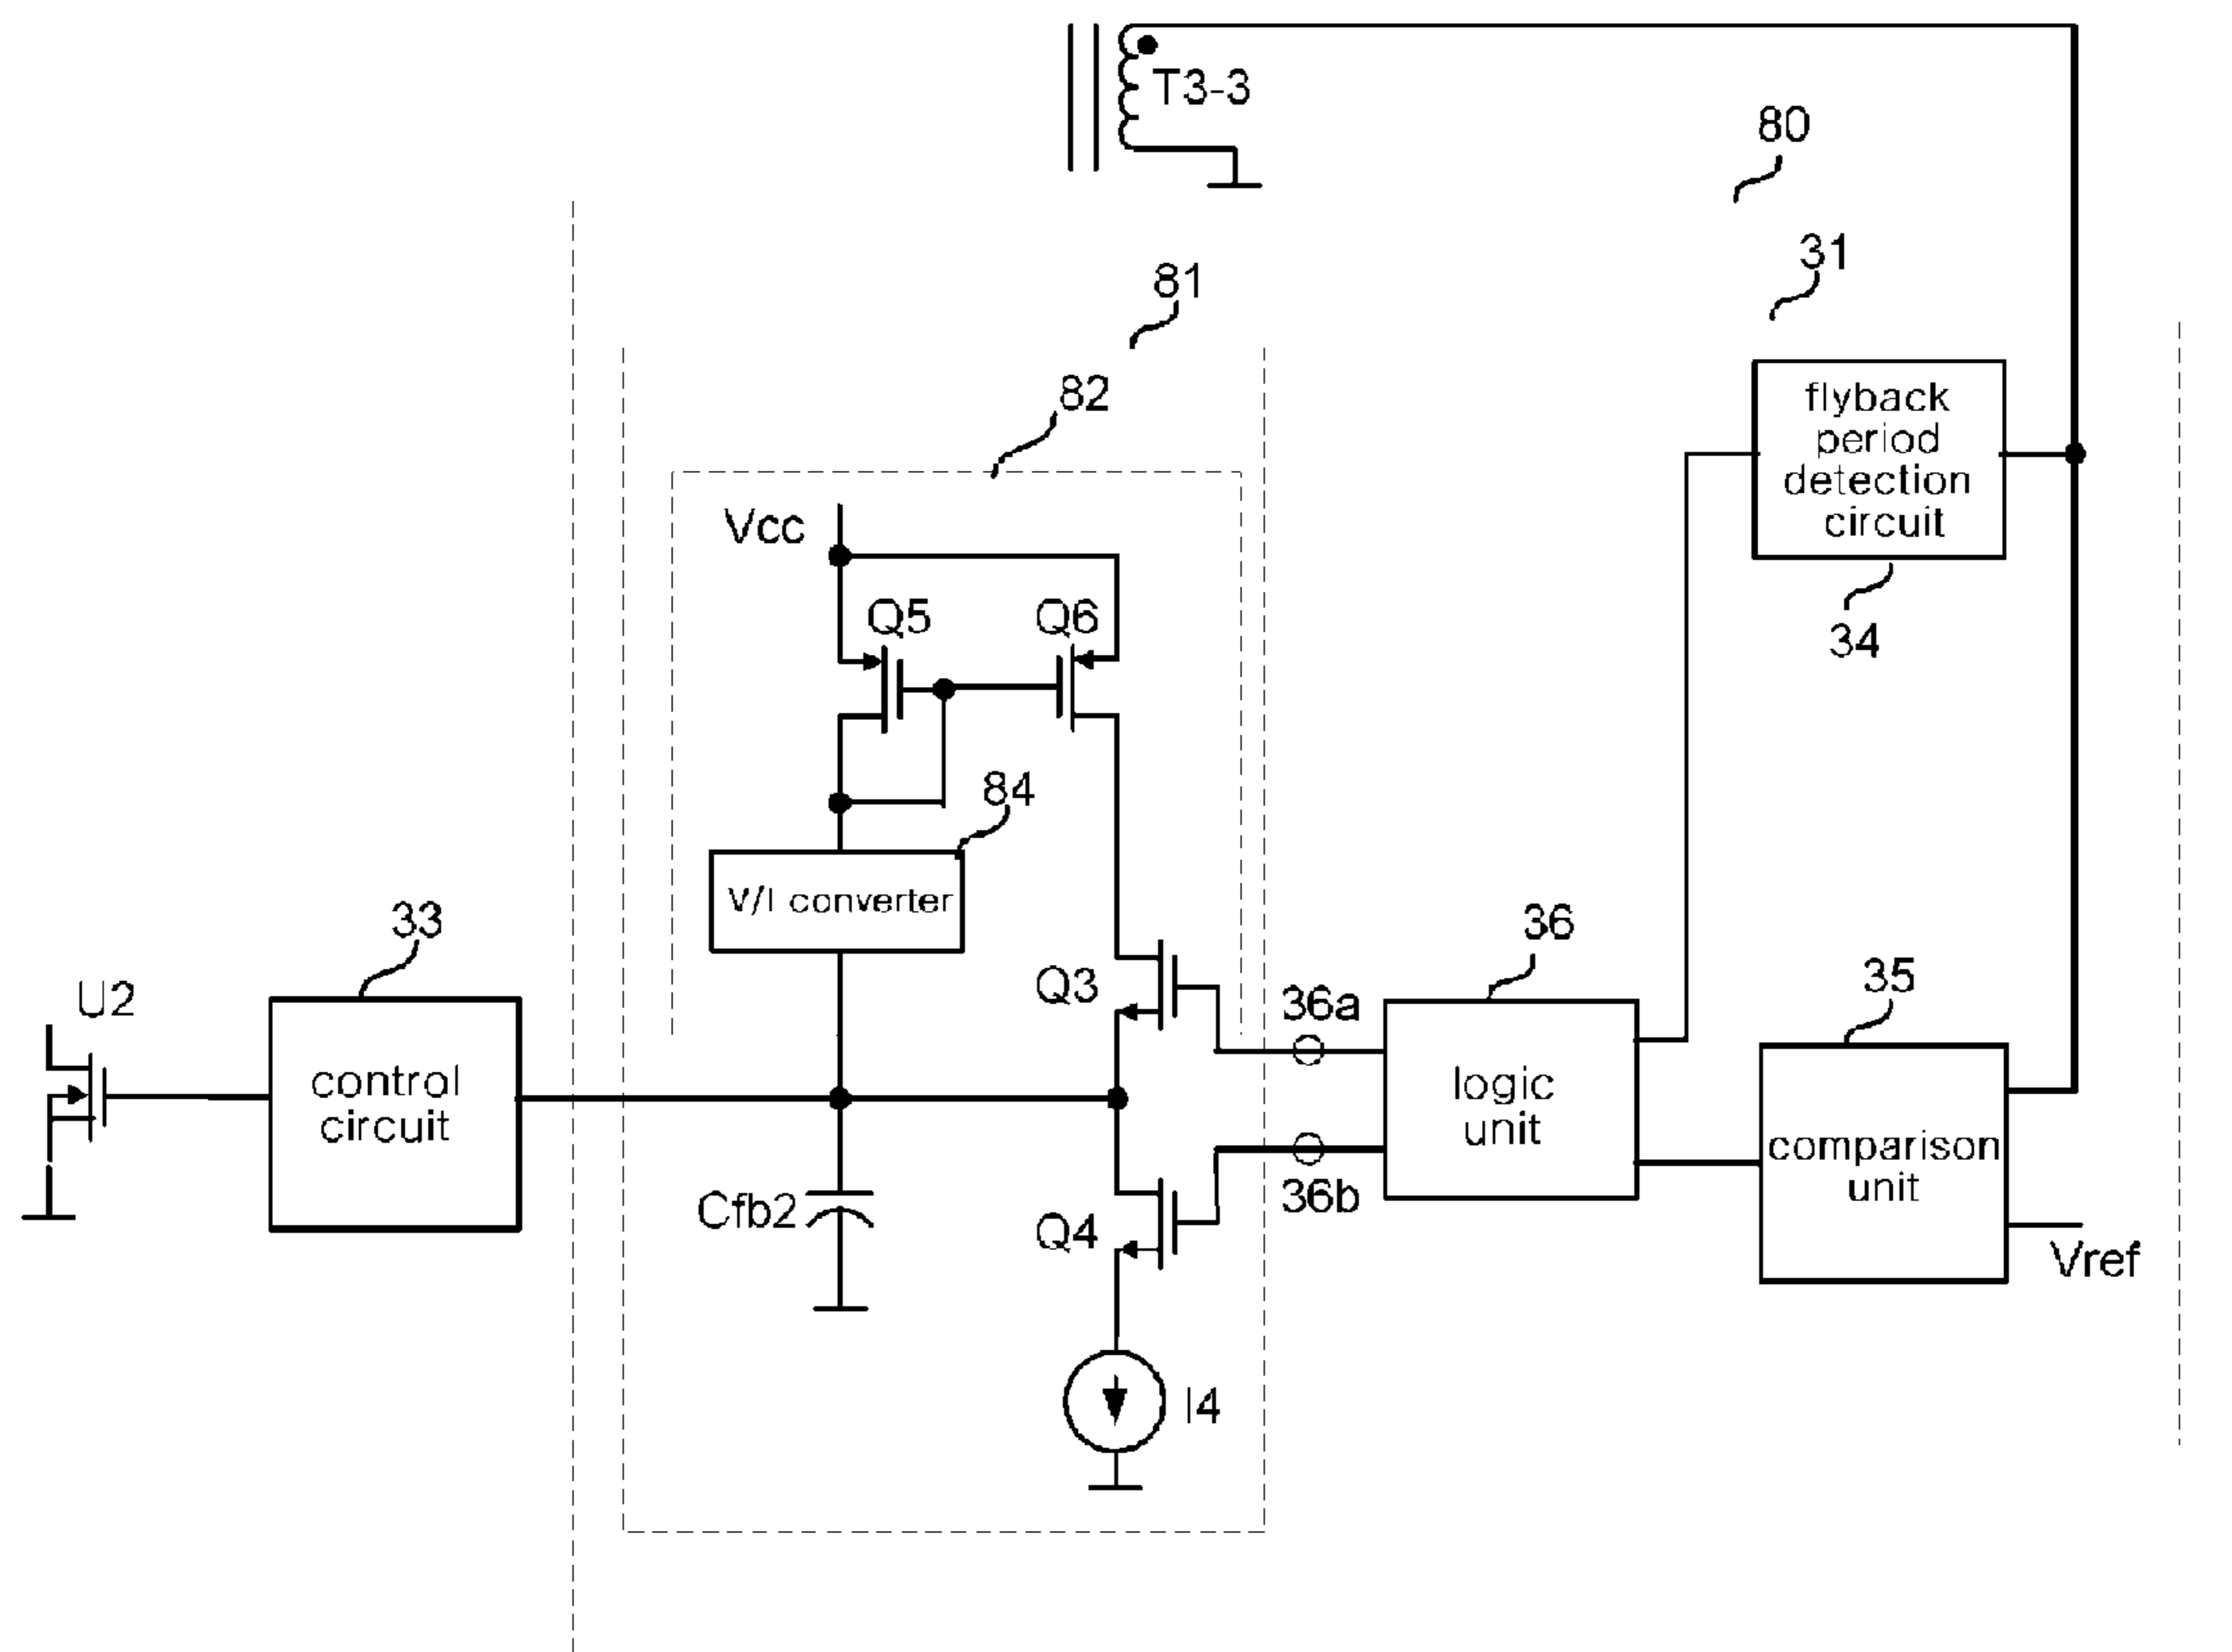 T3-3
80
31
81
82
flyback
period
detection
circuit
Vcc
Q5
Q6
34
84
V/I converter
33
36
35
U2
Q3
36a
control
circuit
logic
unit
comparison
unit
Cfb2
Q4
36b
Vref
I4